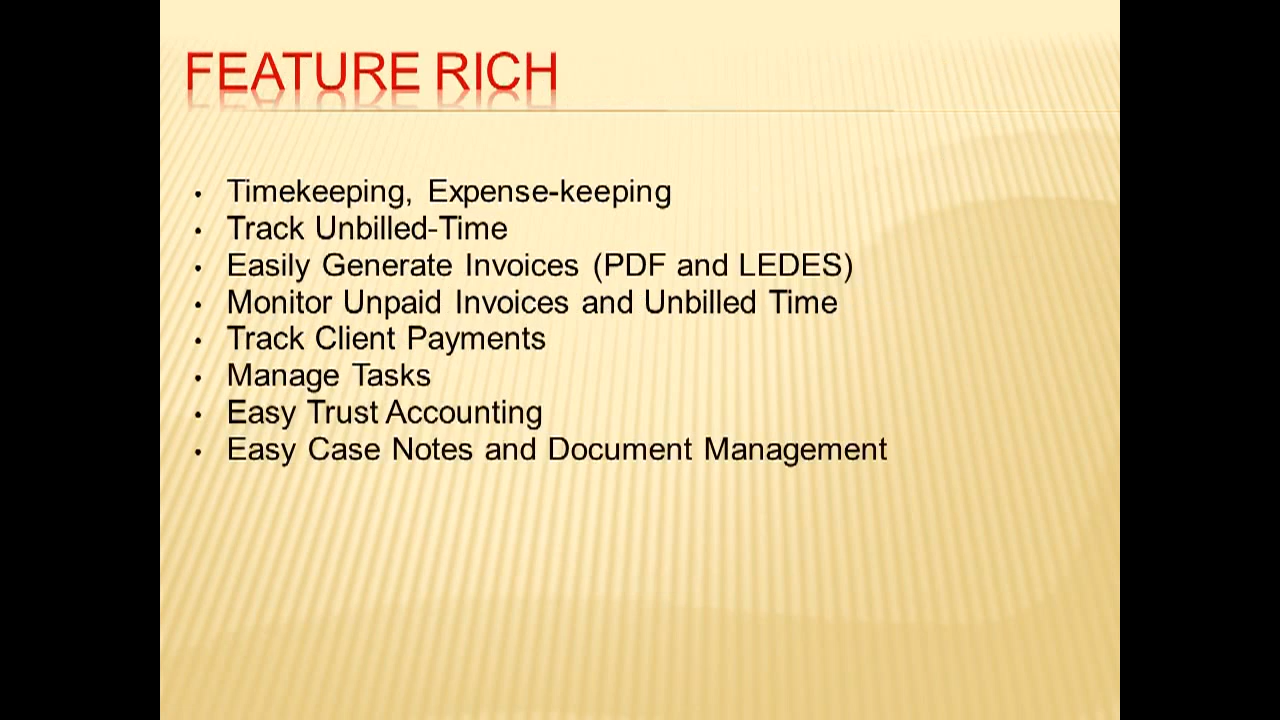 FEATURE RICH
• Timekeeping, Expense-keeping
• Track Unbilled-Time
• Easily Generate Invoices (PDF and LEDES)
• Monitor Unpaid Invoices and Unbilled Time
• Track Client Payments
• Manage Tasks
• Easy Trust Accounting
• Easy Case Notes and Document Management